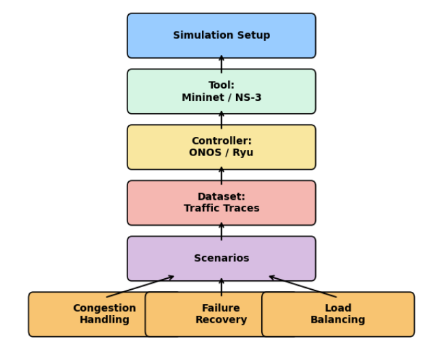 Simulation Setup
Tool:
Mininet / NS-3
Controller:
ONOS / Ryu
Dataset:
Traffic Traces
Scenarios
Congestion
Handling
Failure
Recovery
Load
Balancing